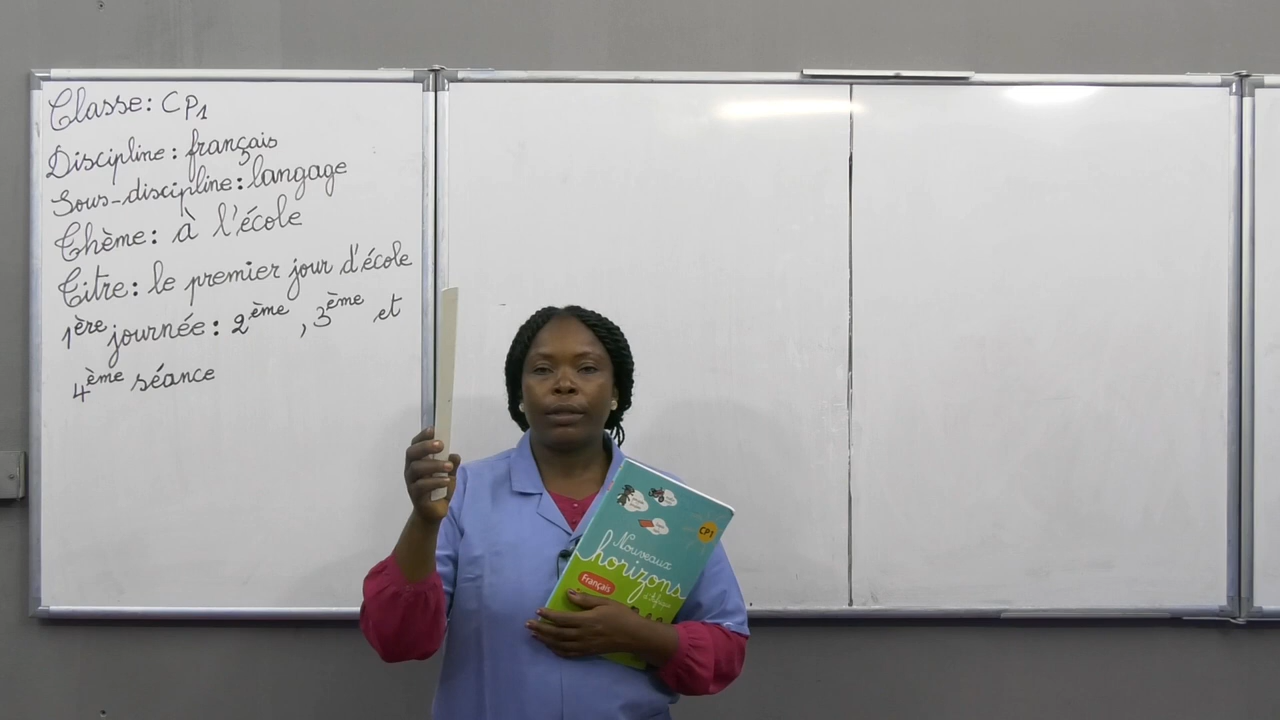 Classe: CP1
Discipline: français
Sous-discipline: langage
Thème: à l'école
Titre: le premier jour d'école
1ère journée: 2ème, 3ème et
4ème séance
CP1
Nouveaux
horizons
d'Afrique
Français